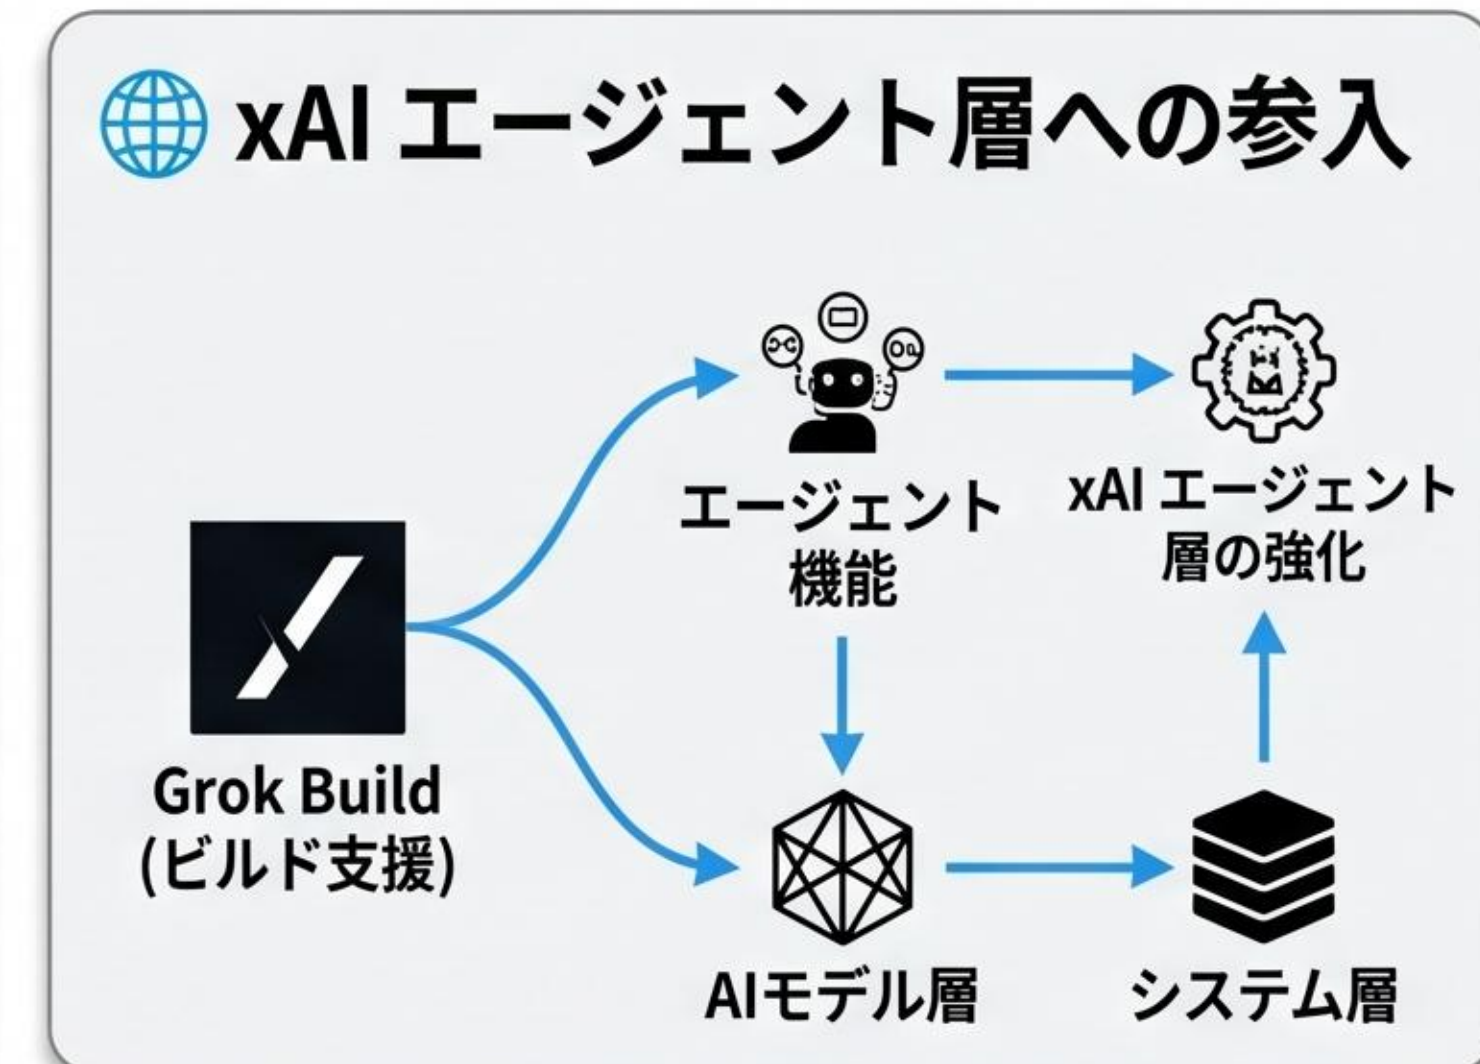 xAI エージェント層への参入
エージェント
機能
xAI エージェント
層の強化
Grok Build
(ビルド支援)
AIモデル層
システム層